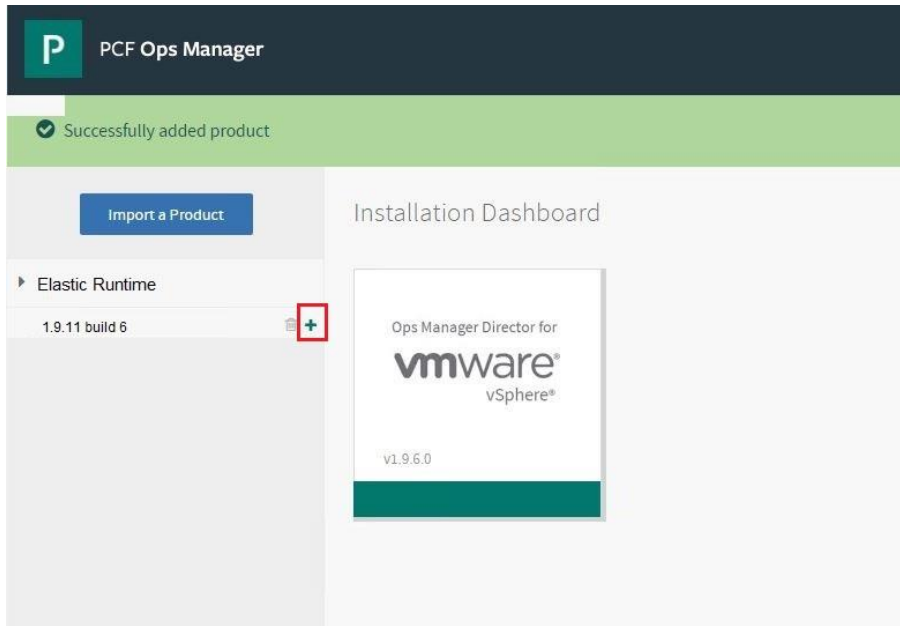 P PCF Ops Manager
Successfully added product
Import a Product
Installation Dashboard
Elastic Runtime
1.9.11 build 6
Ops Manager Director for
vmware®
vSphere®
v1.9.6.0